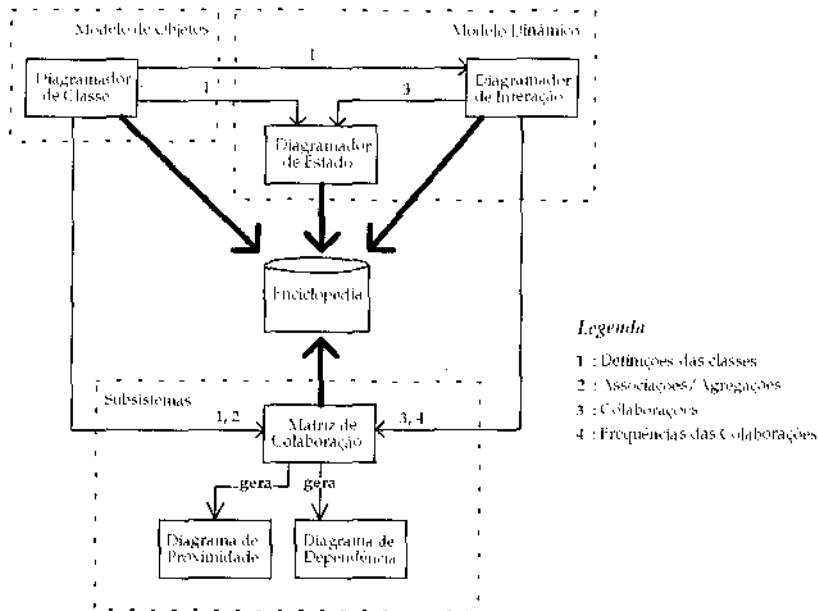 Modelo de Objetos
Modelo Dinâmico
Diagramador
de Classe
1
1
3
Diagramador
de Interação
Diagramador
de Estado
Enciclopedia
Legenda
1 : Definições das classes
2 : Associações/ Agregações
3 : Colaborações
4 : Frequências das Colaborações
Subsistemas
1, 2
Matriz de
Colaboração
3, 4
gera
gera
Diagrama de
Proximidade
Diagrama de
Dependência